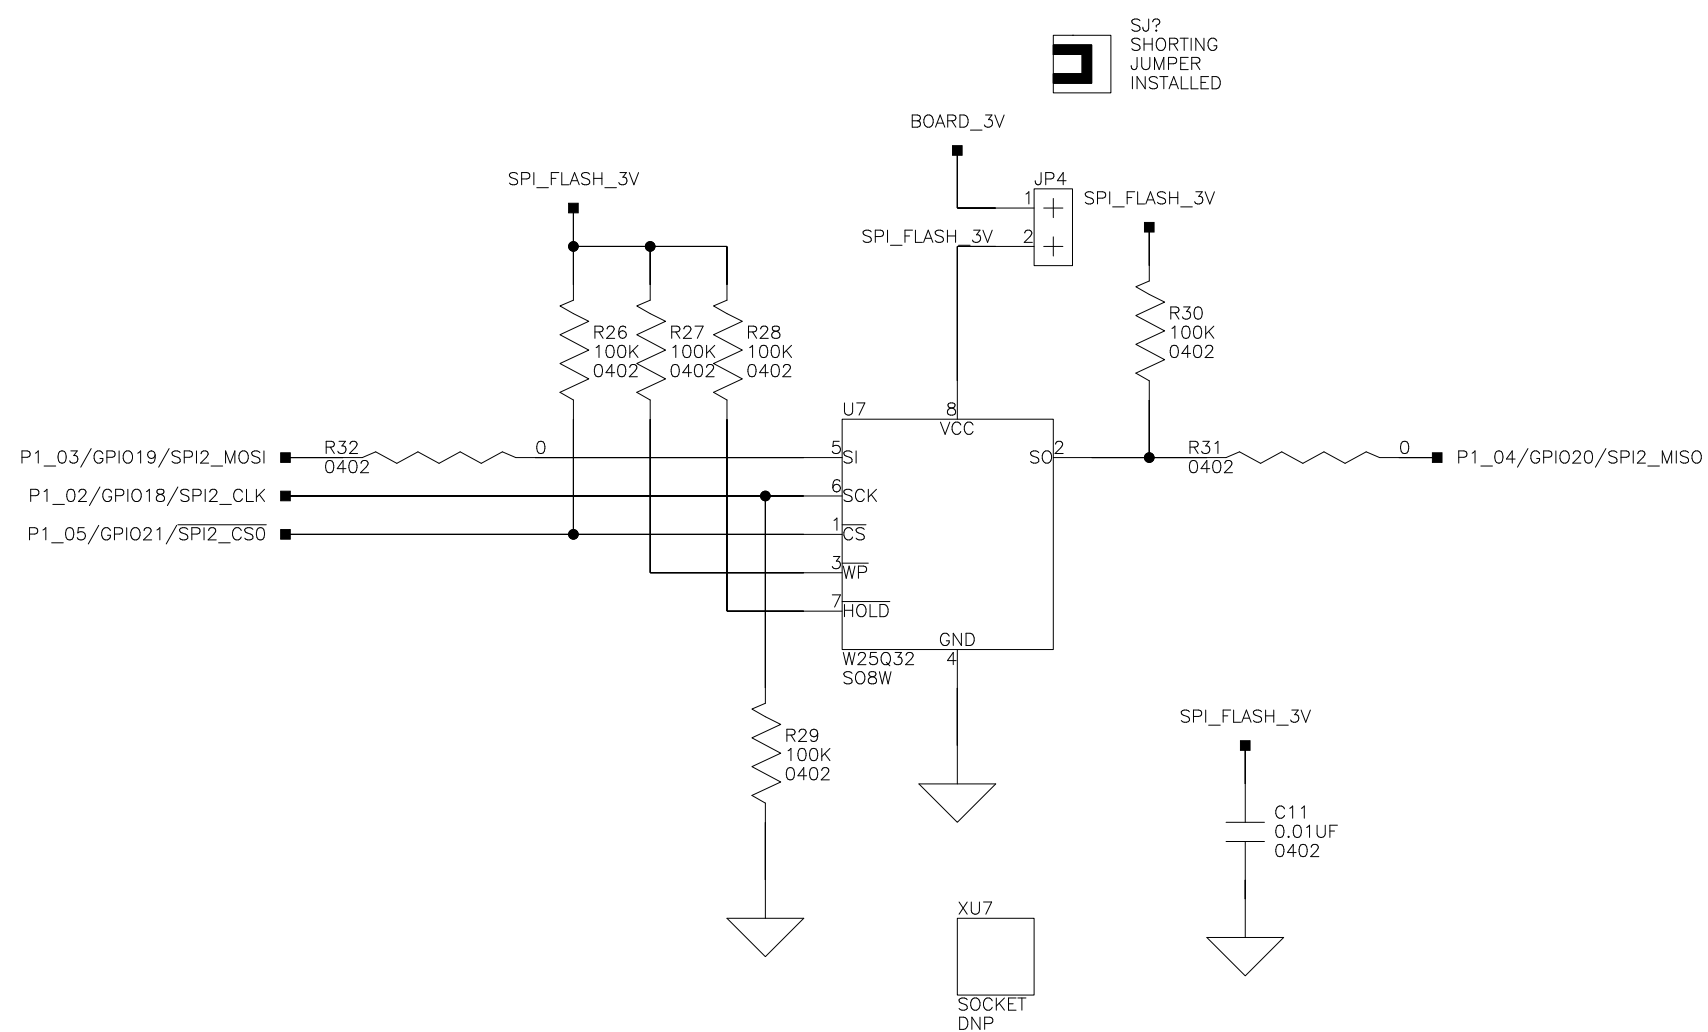 SJ?
SHORTING
JUMPER
INSTALLED
BOARD_3V
JP4
1
2
SPI_FLASH_3V
SPI_FLASH_3V
SPI_FLASH_3V
R26
100K
0402
R27
100K
0402
R28
100K
0402
R30
100K
0402
U7
8
VCC
P1_03/GPIO19/SPI2_MOSI
R32
0402
0
5
SI
P1_02/GPIO18/SPI2_CLK
6
SCK
P1_05/GPIO21/SPI2_CS0
1
CS
3
WP
7
HOLD
SO
2
R31
0402
0
P1_04/GPIO20/SPI2_MISO
GND
4
W25Q32
SO8W
R29
100K
0402
SPI_FLASH_3V
C11
0.01UF
0402
XU7
SOCKET
DNP